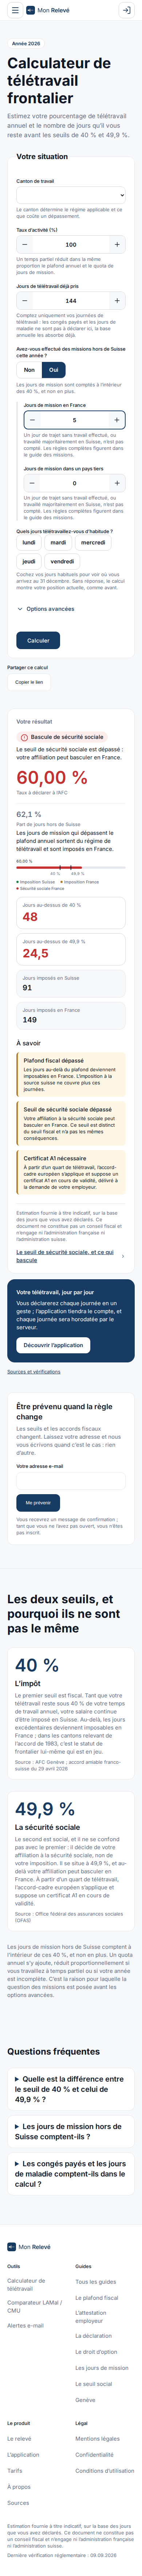 Mon Relevé
Année 2026
Calculateur de
télétravail
frontalier
Estimez votre pourcentage de télétravail
annuel et le nombre de jours qu'il vous
reste avant les seuils de 40 % et 49,9 %.
Votre situation
Canton de travail
Le canton détermine le régime applicable et ce
que coûte un dépassement.
Taux d'activité (%)
− 100 +
Un temps partiel réduit dans la même
proportion le plafond annuel et le quota de
jours de mission.
Jours de télétravail déjà pris
− 144 +
Comptez uniquement vos journées de
télétravail : les congés payés et les jours de
maladie ne sont pas à déclarer ici, la base
annuelle les absorbe déjà.
Avez-vous effectué des missions hors de Suisse
cette année ?
Non Oui
Les jours de mission sont comptés à l'intérieur
des 40 %, et non en plus.
Jours de mission en France
− 5 +
Un jour de trajet sans travail effectué, ou
travaillé majoritairement en Suisse, n'est pas
compté. Les règles complètes figurent dans
les guides de missions.
Jours de mission dans un pays tiers
− 0 +
Un jour de trajet sans travail effectué, ou
travaillé majoritairement en Suisse, n'est pas
compté. Les règles complètes figurent dans
les guides de missions.
Quels jours télétravaillez-vous d'habitude ?
lundi mardi mercredi
jeudi vendredi
Cochez vos jours habituels pour voir où vous
arrivez au 31 décembre. Sans réponse, le calcul
montre votre position actuelle, comme avant.
Options avancées
Calculer
Partager ce calcul
Copier le lien
Votre résultat
Bascule de sécurité sociale
Le seuil de sécurité sociale est dépassé :
votre affiliation peut basculer en France.
60,00 %
Taux à déclarer à l'AFC
62,1 %
Part de jours hors de Suisse
Les jours de mission qui dépassent le
plafond annuel sortent du régime de
télétravail et sont imposés en France.
60,00 %
40 % 49,9 %
Imposition Suisse Imposition France
Sécurité sociale France
Jours au-dessus de 40 %
48
Jours au-dessus de 49,9 %
24,5
Jours imposés en Suisse
91
Jours imposés en France
149
À savoir
Plafond fiscal dépassé
Les jours au-delà du plafond deviennent
imposables en France. L'imposition à la
source suisse ne couvre plus ces
journées.
Seuil de sécurité sociale dépassé
Votre affiliation à la sécurité sociale peut
basculer en France. Ce seuil est distinct
du seuil fiscal et n'a pas les mêmes
conséquences.
Certificat A1 nécessaire
À partir d'un quart de télétravail, l'accord-
cadre européen s'applique et suppose un
certificat A1 en cours de validité, délivré à
la demande de votre employeur.
Estimation fournie à titre indicatif, sur la base
des jours que vous avez déclarés. Ce
document ne constitue pas un conseil fiscal et
n'engage ni l'administration française ni
l'administration suisse.
Le seuil de sécurité sociale, et ce qui
bascule
Votre télétravail, jour par jour
Vous déclarerez chaque journée en un
geste ; l'application tiendra le compte, et
chaque journée sera horodatée par le
serveur.
Découvrir l'application
Sources et vérifications
Être prévenu quand la règle
change
Les seuils et les accords fiscaux
changent. Laissez votre adresse et nous
vous écrivons quand c'est le cas : rien
d'autre.
Votre adresse e-mail
Me prévenir
Vous recevrez un message de confirmation ;
tant que vous ne l'avez pas ouvert, vous n'êtes
pas inscrit.
Les deux seuils, et
pourquoi ils ne sont
pas le même
40 %
L'impôt
Le premier seuil est fiscal. Tant que votre
télétravail reste sous 40 % de votre temps
de travail annuel, votre salaire continue
d'être imposé en Suisse. Au-delà, les jours
excédentaires deviennent imposables en
France ; dans les cantons relevant de
l'accord de 1983, c'est le statut de
frontalier lui-même qui est en jeu.
Source · AFC Genève ; accord amiable franco-
suisse du 29 avril 2026
49,9 %
La sécurité sociale
Le second est social, et il ne se confond
pas avec le premier : il décide de votre
affiliation à la sécurité sociale, non de
votre imposition. Il se situe à 49,9 %, et au-
delà de ce taux votre affiliation peut
basculer en France. À partir d'un quart de
télétravail, l'accord-cadre européen
s'applique et suppose un certificat A1 en
cours de validité.
Source · Office fédéral des assurances sociales
(OFAS)
Les jours de mission hors de Suisse comptent à
l'intérieur de ces 40 %, et non en plus. Un quota
annuel s'y ajoute, réduit proportionnellement si
vous travaillez à temps partiel ou si votre année
est incomplète. C'est la raison pour laquelle la
question des missions est posée avant les
options avancées.
Questions fréquentes
Quelle est la différence entre
le seuil de 40 % et celui de
49,9 % ?
Les jours de mission hors de
Suisse comptent-ils ?
Les congés payés et les jours
de maladie comptent-ils dans le
calcul ?
Mon Relevé
Outils
Calculateur de
télétravail
Comparateur LAMal /
CMU
Alertes e-mail
Guides
Tous les guides
Le plafond fiscal
L'attestation
employeur
La déclaration
Le droit d'option
Les jours de mission
Le seuil social
Genève
Le produit
Le relevé
L'application
Tarifs
À propos
Sources
Légal
Mentions légales
Confidentialité
Conditions d'utilisation
Estimation fournie à titre indicatif, sur la base des jours
que vous avez déclarés. Ce document ne constitue pas
un conseil fiscal et n'engage ni l'administration française
ni l'administration suisse.
Dernière vérification réglementaire : 09.09.2026